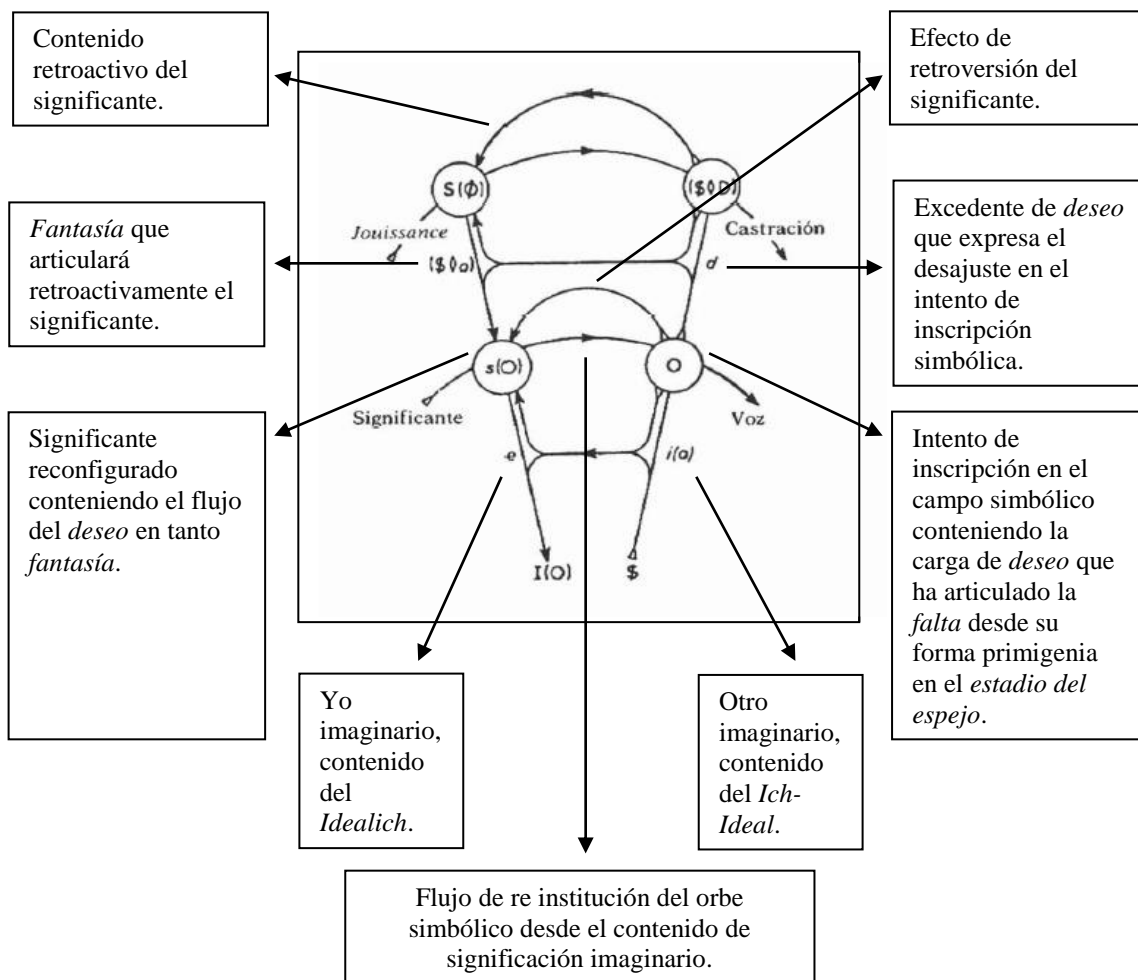 Contenido
retroactivo del
significante.
Efecto de
retroversión del
significante.
S(Ø)
($◊D)
Jouissance
Castración
($◊a)
d
Fantasía que
articulará
retroactivamente el
significante.
Excedente de deseo
que expresa el
desajuste en el
intento de
inscripción
simbólica.
s(O)
O
Significante
Voz
Significante
reconfigurado
conteniendo el flujo
del deseo en tanto
fantasía.
e
i(a)
I(O)
$
Intento de
inscripción en el
campo simbólico
conteniendo la
carga de deseo que
ha articulado la
falta desde su
forma primigenia
en el estadio del
espejo.
Yo
imaginario,
contenido
del
Idealich.
Otro
imaginario,
contenido
del Ich-
Ideal.
Flujo de re institución del orbe
simbólico desde el contenido de
significación imaginario.